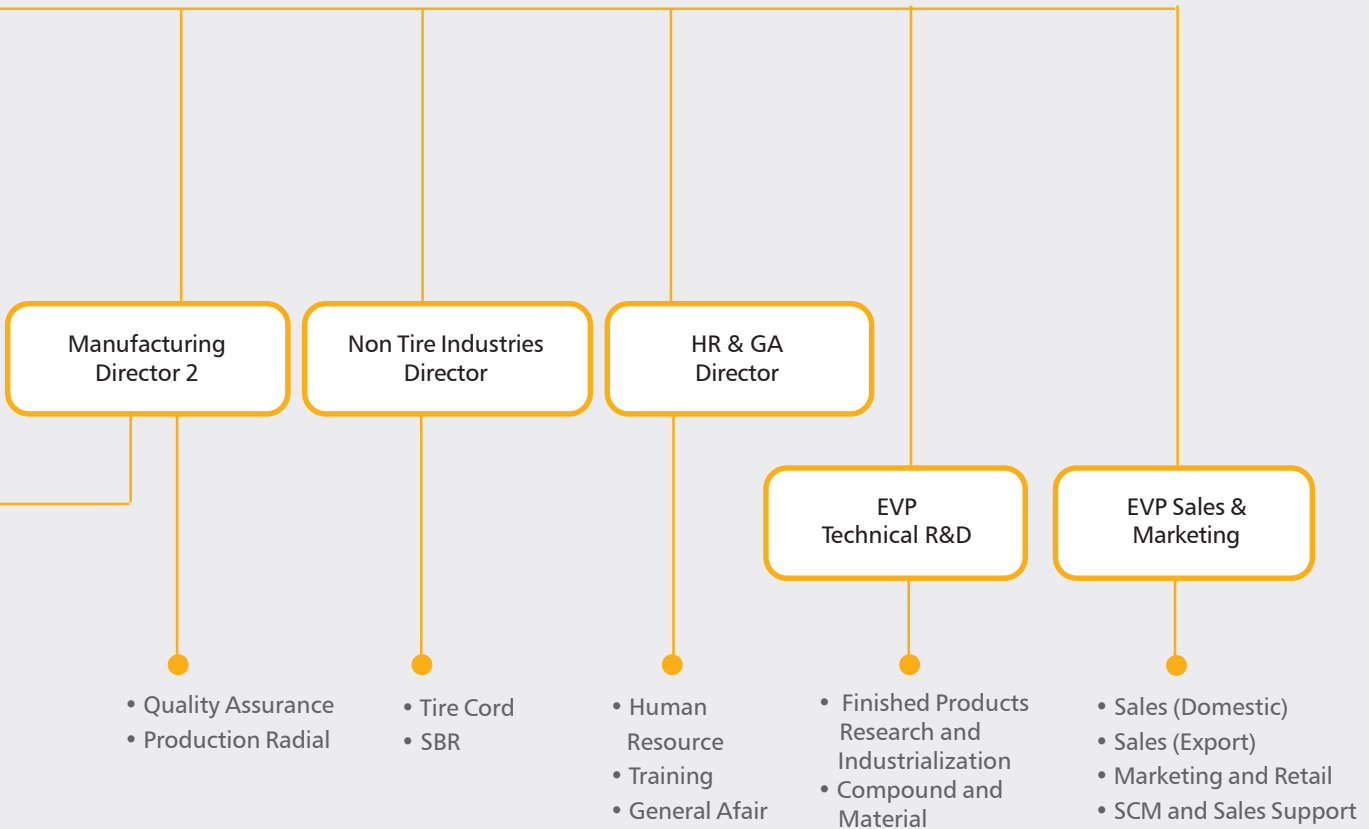 Manufacturing
Director 2
Non Tire Industries
Director
HR & GA
Director
EVP
Technical R&D
EVP Sales &
Marketing
• Quality Assurance
• Production Radial
• Tire Cord
• SBR
• Human
Resource
• Training
• General Afair
• Finished Products
Research and
Industrialization
• Compound and
Material
• Sales (Domestic)
• Sales (Export)
• Marketing and Retail
• SCM and Sales Support